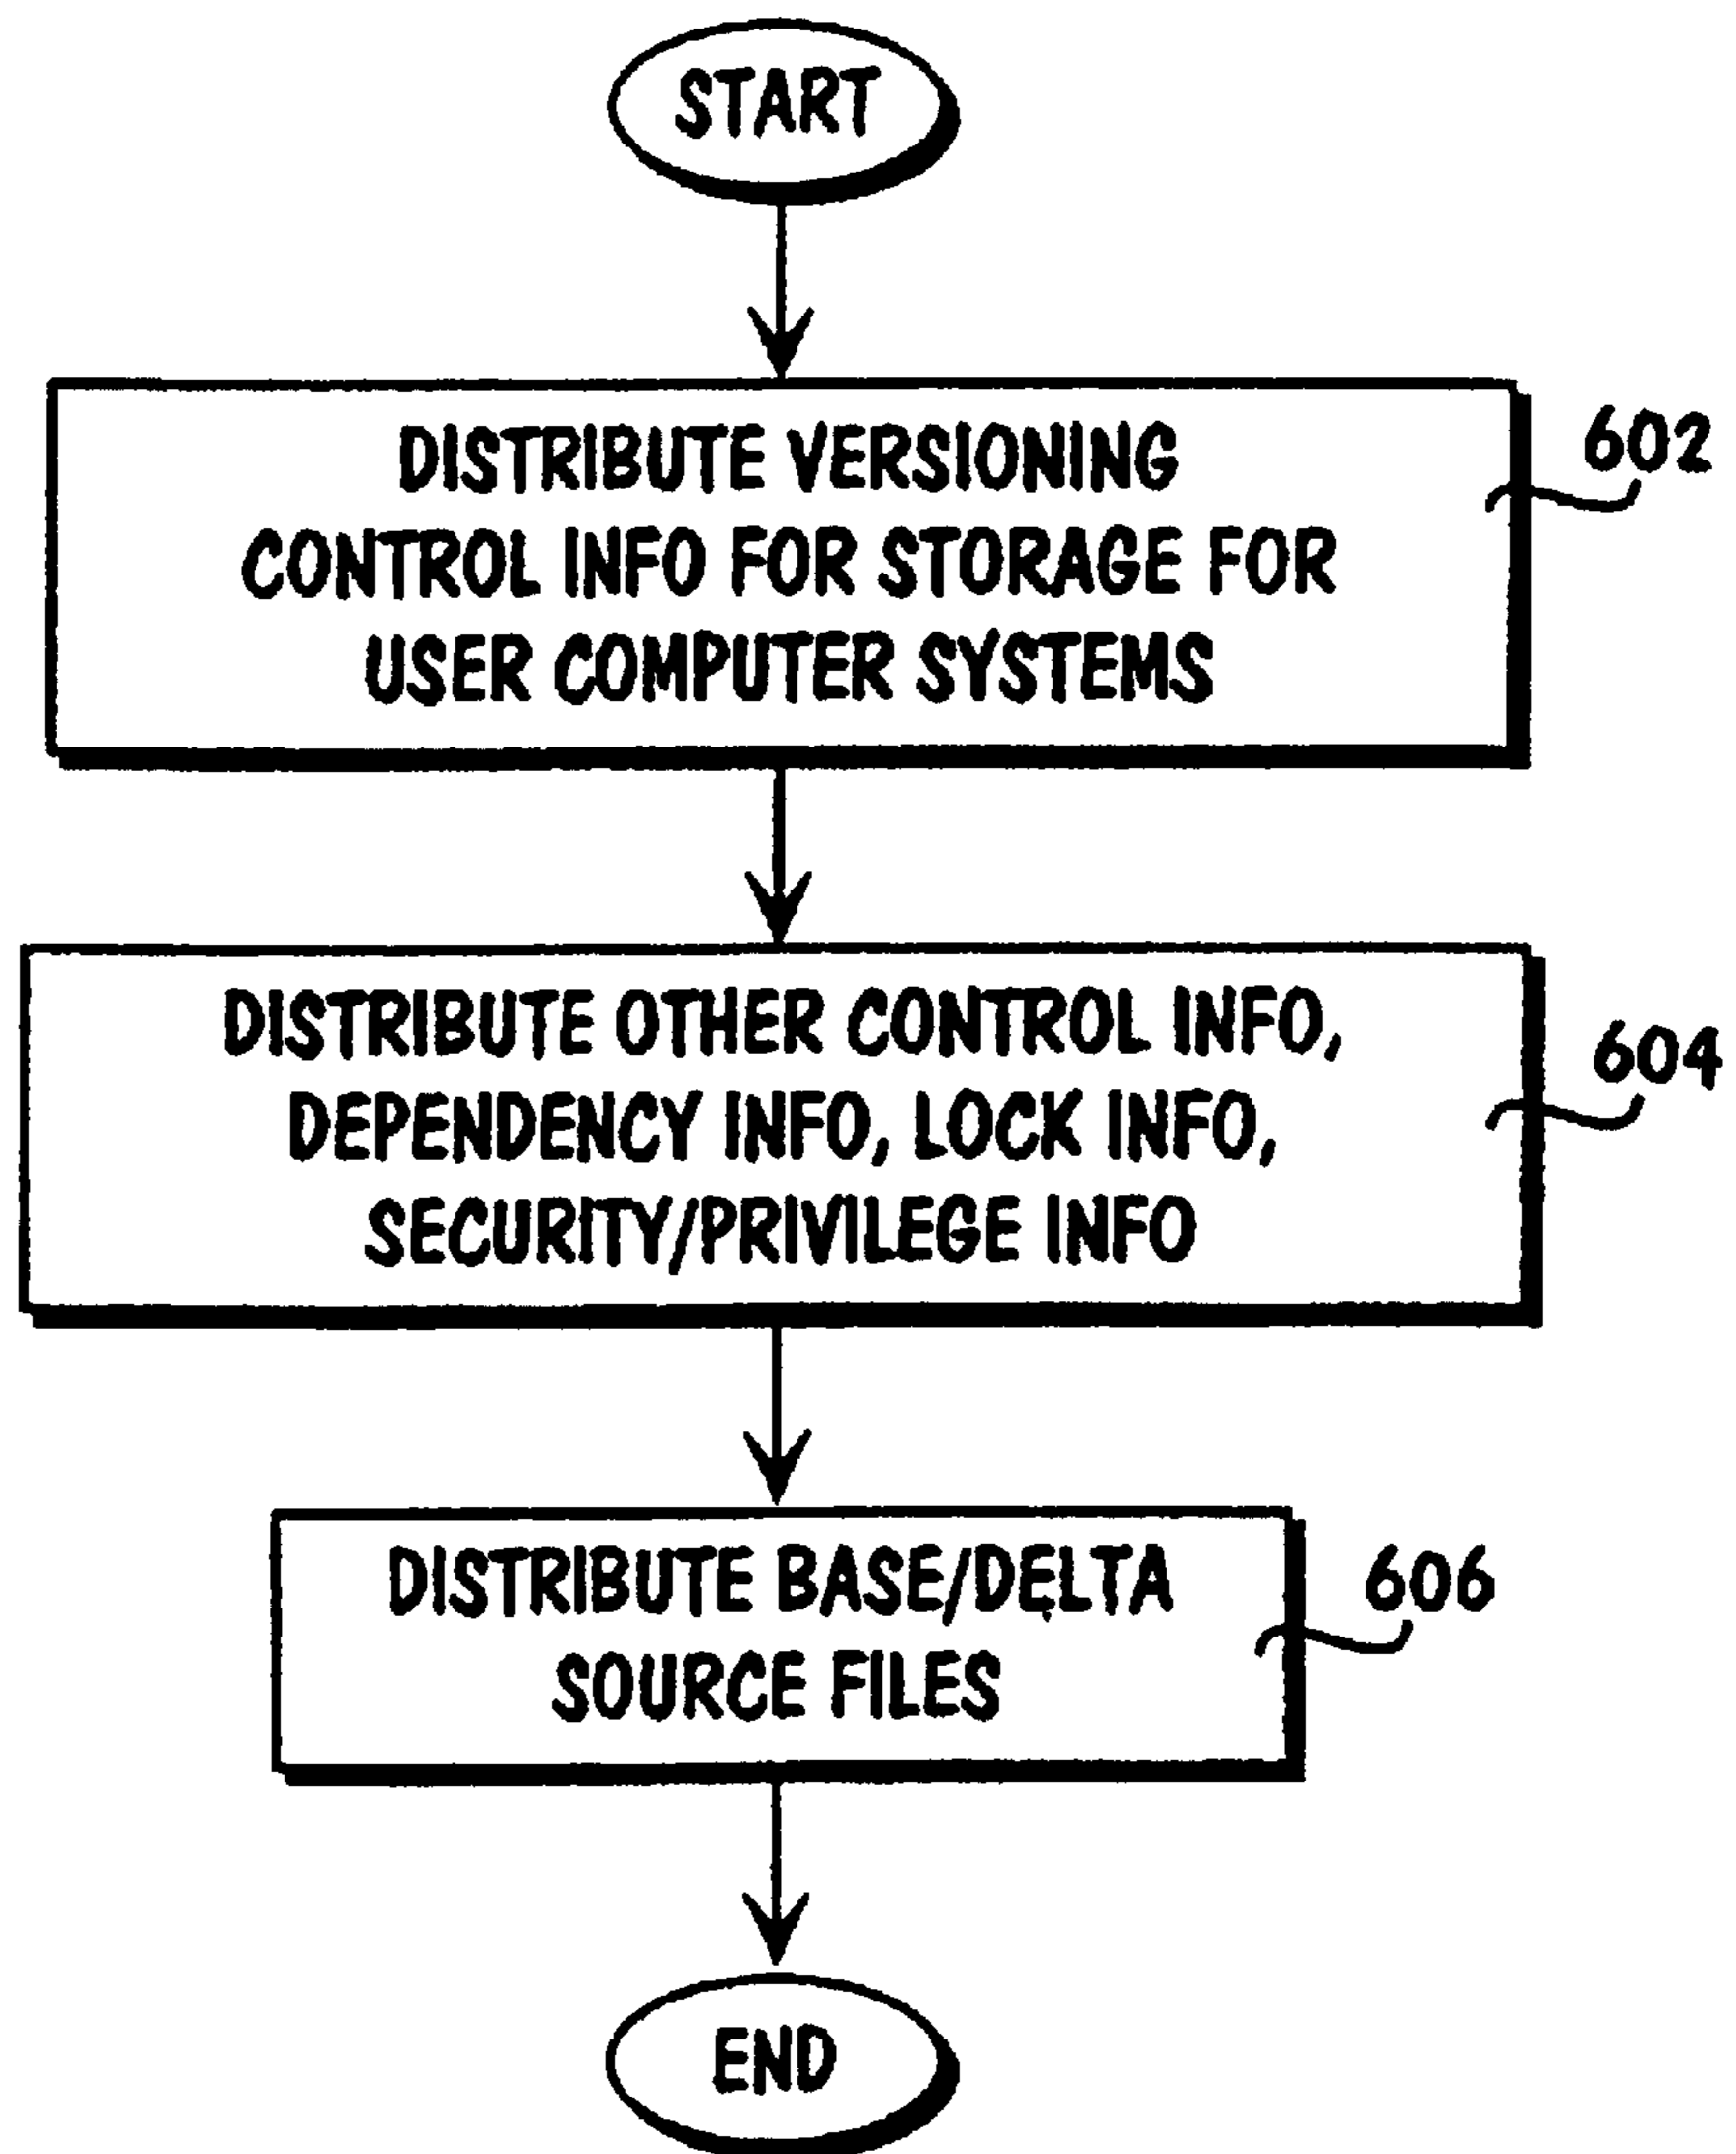 START
DISTRIBUTE VERSIONING
CONTROL INFO FOR STORAGE FOR
USER COMPUTER SYSTEMS
602
DISTRIBUTE OTHER CONTROL INFO,
DEPENDENCY INFO, LOCK INFO,
SECURITY/PRIVILEGE INFO
604
DISTRIBUTE BASE/DELTA
SOURCE FILES
606
END